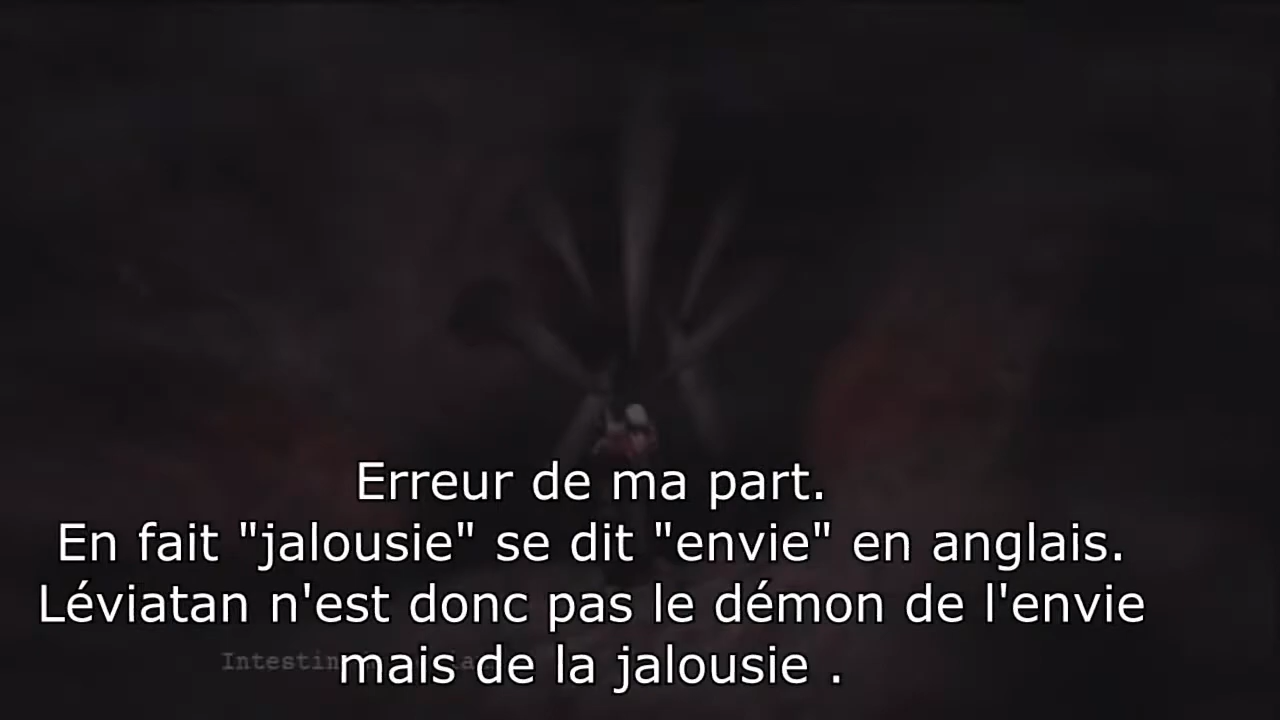 Erreur de ma part.
En fait "jalousie" se dit "envie" en anglais.
Léviatan n'est donc pas le démon de l'envie
mais de la jalousie .